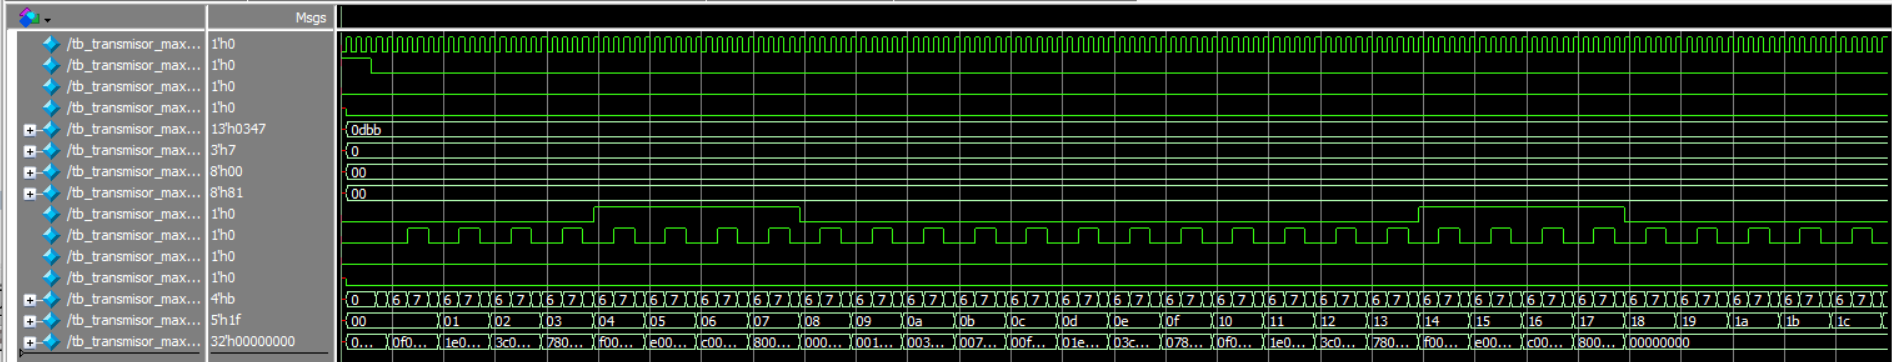 Msgs
/tb_transmisor_max... 1'h0
/tb_transmisor_max... 1'h0
/tb_transmisor_max... 1'h0
/tb_transmisor_max... 1'h0
/tb_transmisor_max... 13'h0347 0dbb
/tb_transmisor_max... 3'h7 0
/tb_transmisor_max... 8'h00 00
/tb_transmisor_max... 8'h81 00
/tb_transmisor_max... 1'h0
/tb_transmisor_max... 1'h0
/tb_transmisor_max... 1'h0
/tb_transmisor_max... 1'h0
/tb_transmisor_max... 4'hb 0 6 7 6 7 6 7 6 7 6 7 6 7 6 7 6 7 6 7 6 7 6 7 6 7 6 7 6 7 6 7 6 7 6 7 6 7 6 7 6 7 6 7 6 7 6 7 6 7 6 7 6 7 6 7 6 7 6 7
/tb_transmisor_max... 5'h1f 00 01 02 03 04 05 06 07 08 09 0a 0b 0c 0d 0e 0f 10 11 12 13 14 15 16 17 18 19 1a 1b 1c
/tb_transmisor_max... 32'h00000000 0... 0f0... 1e0... 3c0... 780... f00... e00... c00... 800... 000... 001... 003... 007... 00f... 01e... 03c... 078... 0f0... 1e0... 3c0... 780... f00... e00... c00... 800... 00000000